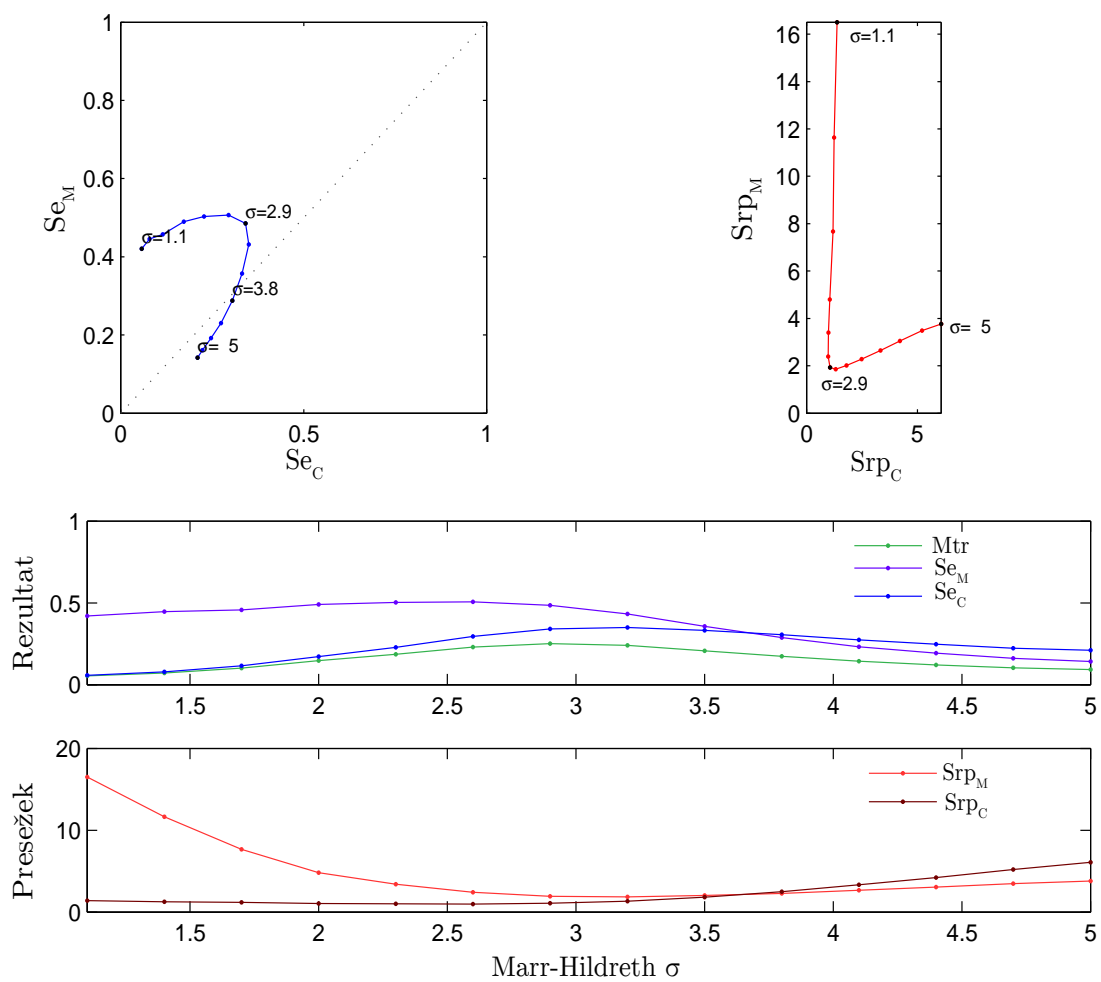 1
0.8
0.6
0.4
0.2
0
Se_M
σ=1.1
σ=2.9
σ=3.8
σ= 5
0 0.5 1
Se_C
16
14
12
10
8
6
4
2
0
Srp_M
σ=1.1
σ= 5
σ=2.9
0 5
Srp_C
1
0.5
0
Rezultat
Mtr
Se_M
Se_C
1.5 2 2.5 3 3.5 4 4.5 5
20
10
0
Presežek
Srp_M
Srp_C
1.5 2 2.5 3 3.5 4 4.5 5
Marr-Hildreth σ